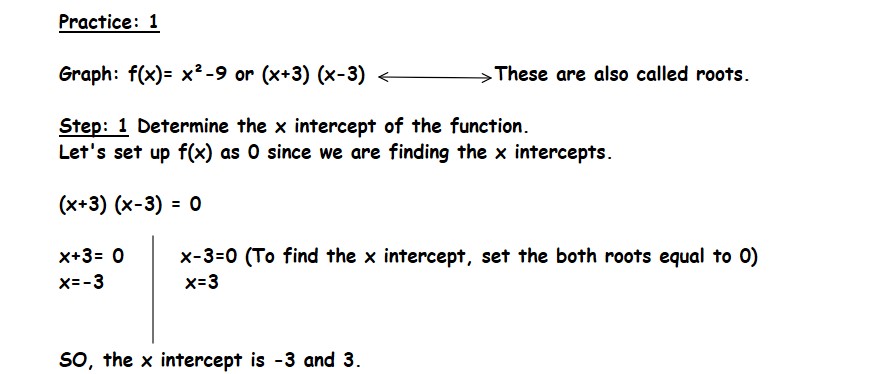 Practice: 1
Graph: f(x)= x²-9 or (x+3) (x-3) ⟷ These are also called roots.
Step: 1 Determine the x intercept of the function.
Let's set up f(x) as 0 since we are finding the x intercepts.
(x+3) (x-3) = 0
x+3= 0 x-3=0 (To find the x intercept, set the both roots equal to 0)
x=-3 x=3
SO, the x intercept is -3 and 3.